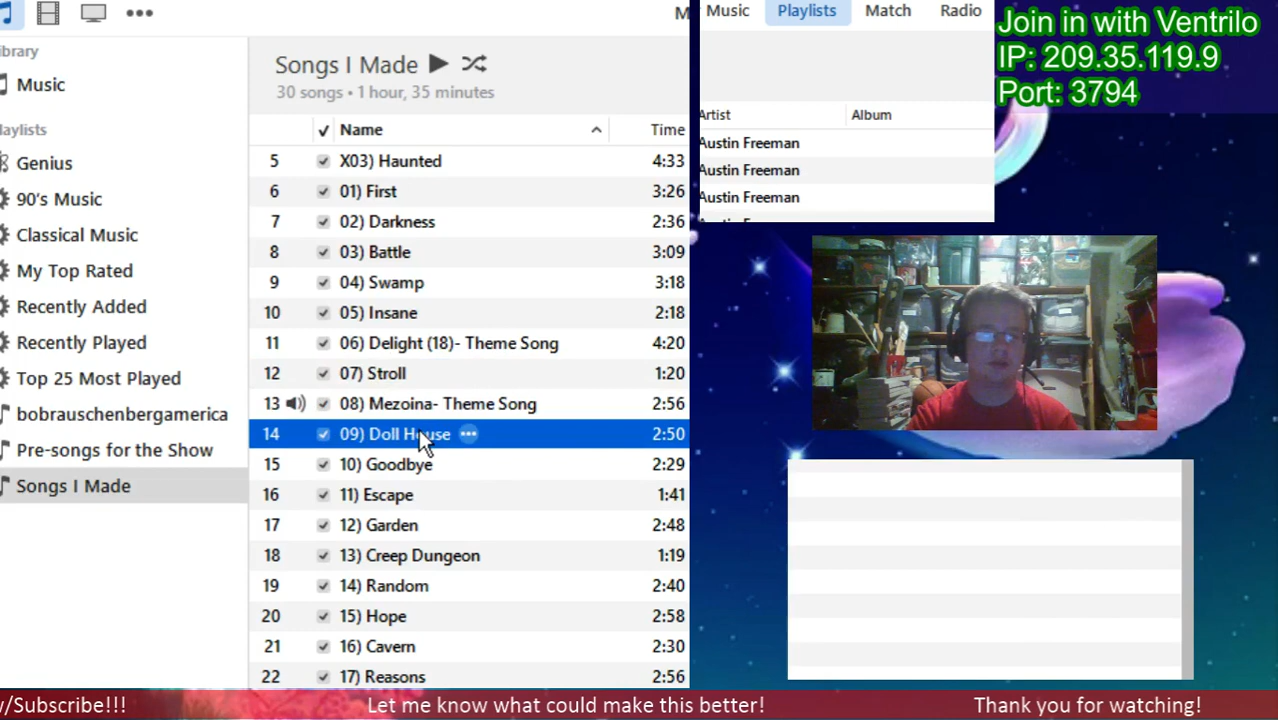 ibrary
Music
laylists
Genius
90's Music
Classical Music
My Top Rated
Recently Added
Recently Played
Top 25 Most Played
bobrauschenbergamerica
Pre-songs for the Show
Songs I Made
M
Songs I Made
30 songs • 1 hour, 35 minutes
✓ Name Time
5 X03) Haunted 4:33
6 01) First 3:26
7 02) Darkness 2:36
8 03) Battle 3:09
9 04) Swamp 3:18
10 05) Insane 2:18
11 06) Delight (18)- Theme Song 4:20
12 07) Stroll 1:20
13 08) Mezoina- Theme Song 2:56
14 09) Doll House ••• 2:50
15 10) Goodbye 2:29
16 11) Escape 1:41
17 12) Garden 2:48
18 13) Creep Dungeon 1:19
19 14) Random 2:40
20 15) Hope 2:58
21 16) Cavern 2:30
22 17) Reasons 2:56
Music Playlists Match Radio
Artist Album
Austin Freeman
Austin Freeman
Austin Freeman
Join in with Ventrilo
IP: 209.35.119.9
Port: 3794
/Subscribe!!! Let me know what could make this better! Thank you for watching!